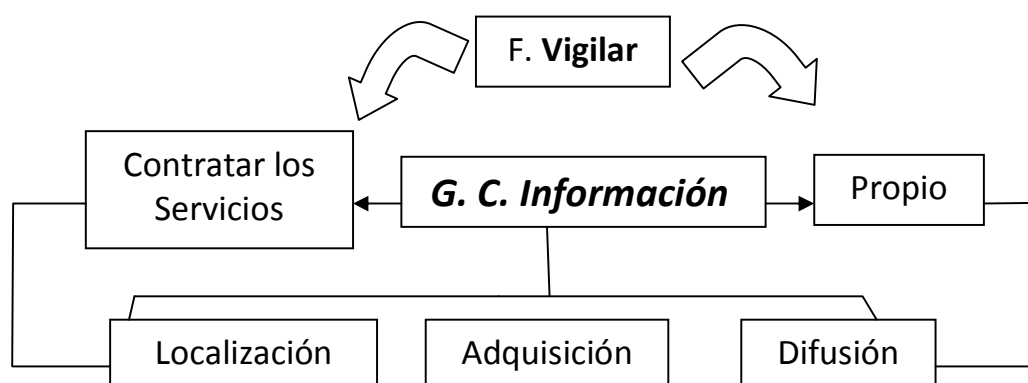 F. Vigilar
Contratar los
Servicios
G. C. Información
Propio
Localización
Adquisición
Difusión